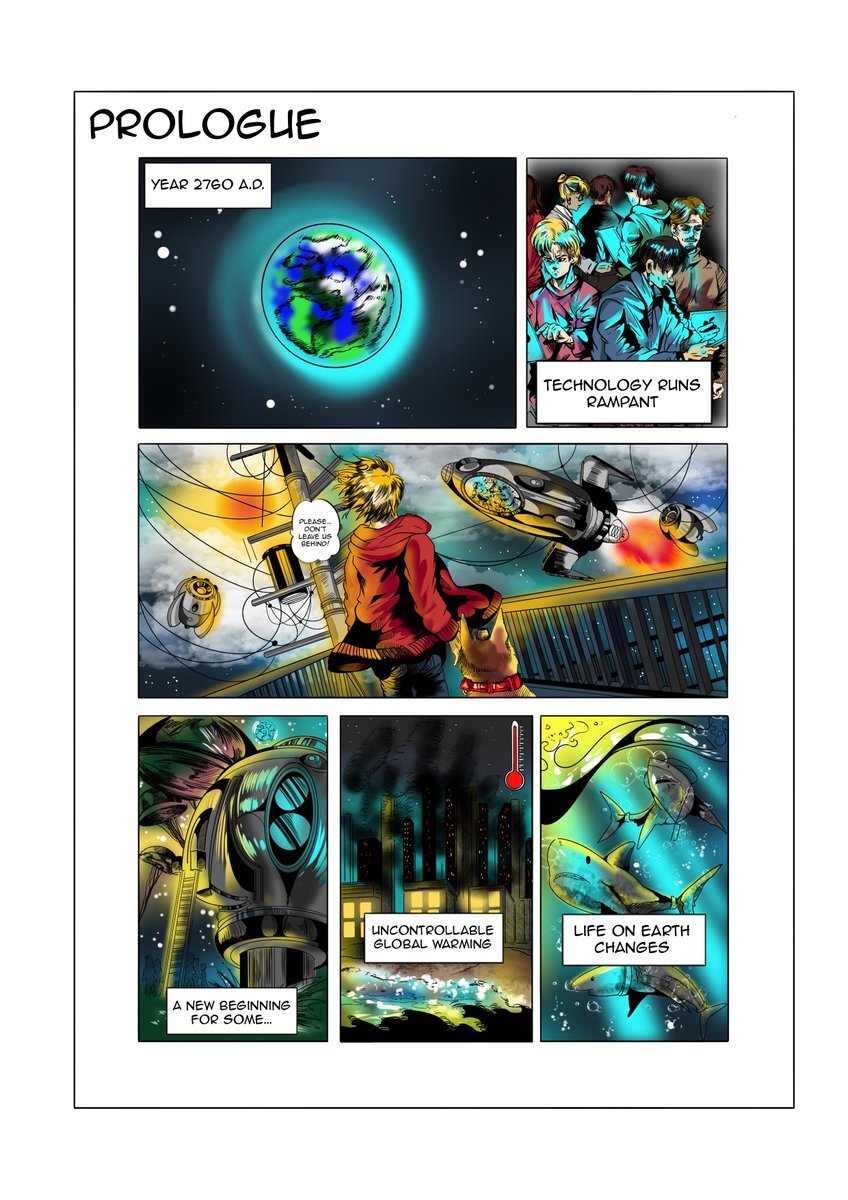 PROLOGUE
YEAR 2760 A.D.
TECHNOLOGY RUNS
RAMPANT
PLEASE...
DON'T
LEAVE US
BEHIND!
A NEW BEGINNING
FOR SOME...
UNCONTROLLABLE
GLOBAL WARMING
LIFE ON EARTH
CHANGES